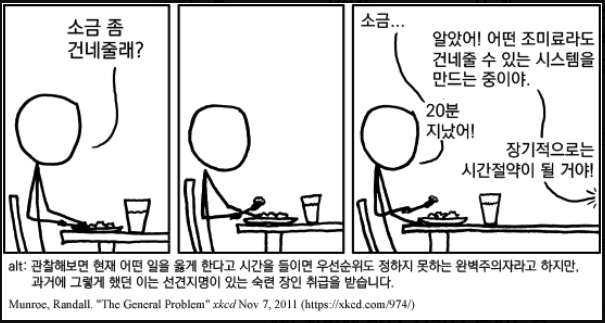 소금 좀
건네줄래?
소금...
알았어! 어떤 조미료라도
건네줄 수 있는 시스템을
만드는 중이야.
20분
지났어!
장기적으로는
시간절약이 될 거야!
alt: 관찰해보면 현재 어떤 일을 옳게 한다고 시간을 들이면 우선순위도 정하지 못하는 완벽주의자라고 하지만,
과거에 그렇게 했던 이는 선견지명이 있는 숙련 장인 취급을 받습니다.
Munroe, Randall. "The General Problem" xkcd Nov 7, 2011 (https://xkcd.com/974/)